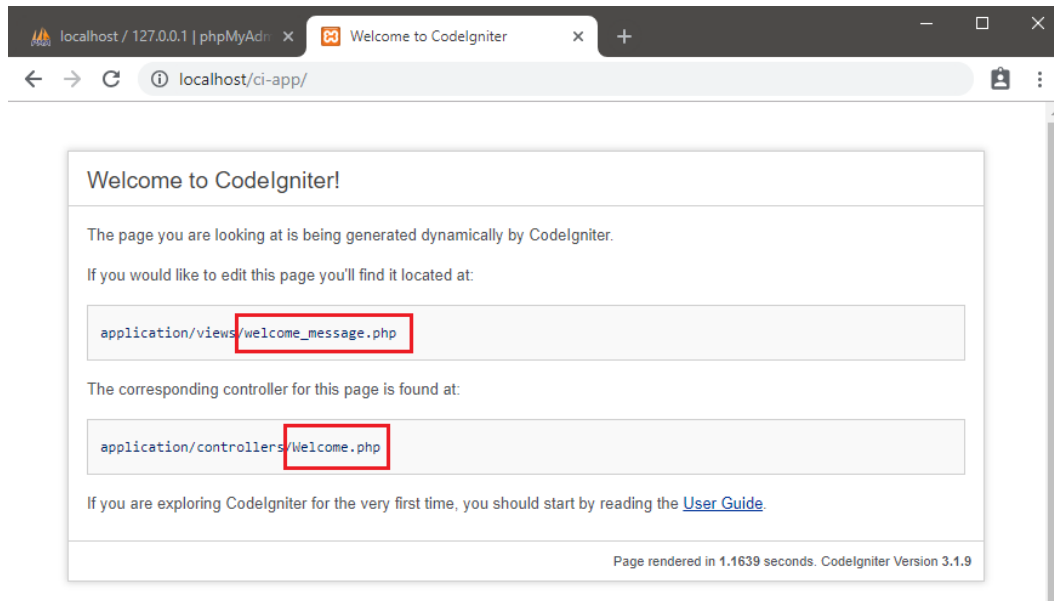 localhost / 127.0.0.1 | phpMyAdm
Welcome to CodeIgniter
localhost/ci-app/
Welcome to CodeIgniter!
The page you are looking at is being generated dynamically by CodeIgniter.
If you would like to edit this page you'll find it located at:
application/views/welcome_message.php
The corresponding controller for this page is found at:
application/controllers/Welcome.php
If you are exploring CodeIgniter for the very first time, you should start by reading the User Guide.
Page rendered in 1.1639 seconds. CodeIgniter Version 3.1.9